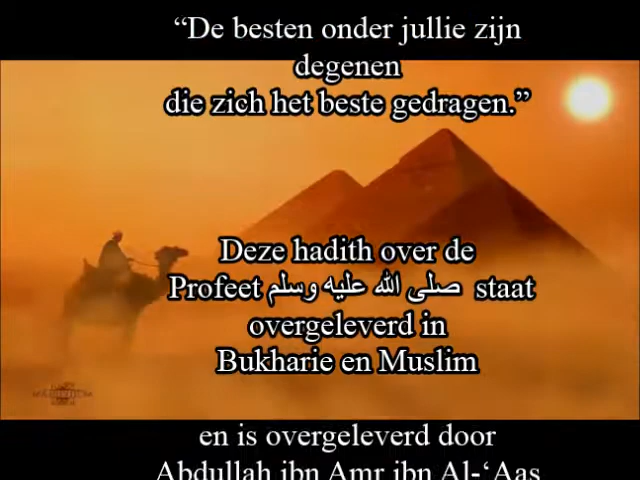 “De besten onder jullie zijn
degenen
die zich het beste gedragen.”
Deze hadith over de
Profeet صلى الله عليه وسلم staat
overgeleverd in
Bukharie en Muslim
en is overgeleverd door
Abdullah ibn Amr ibn Al-‘Aas